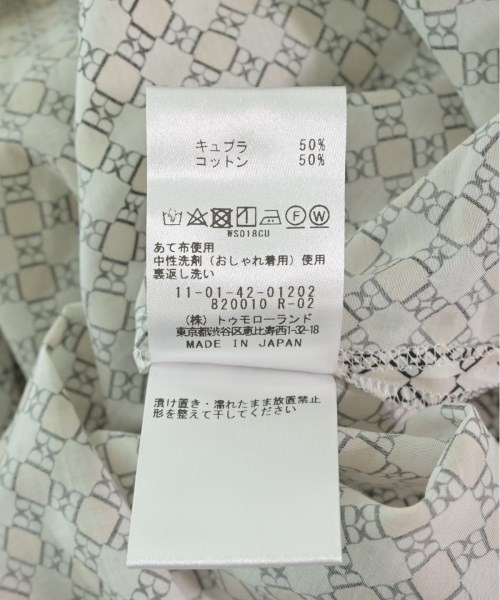 キュプラ 50%
コットン 50%
WS018CU
あて布使用
中性洗剤（おしゃれ着用）使用
裏返し洗い
11-01-42-01202
820010 R-02
（株）トゥモローランド
東京都渋谷区恵比寿西1-32-18
MADE IN JAPAN
漬け置き・濡れたまま放置禁止
形を整えて干してください